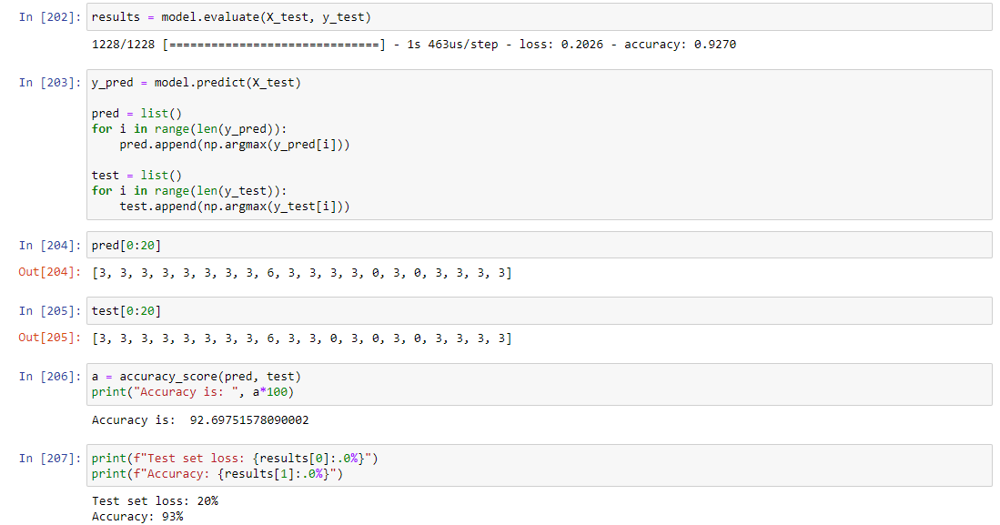 In [202]: results = model.evaluate(X_test, y_test)
1228/1228 [==============================] - 1s 463us/step - loss: 0.2026 - accuracy: 0.9270
In [203]: y_pred = model.predict(X_test)
pred = list()
for i in range(len(y_pred)):
    pred.append(np.argmax(y_pred[i]))
test = list()
for i in range(len(y_test)):
    test.append(np.argmax(y_test[i]))
In [204]: pred[0:20]
Out[204]: [3, 3, 3, 3, 3, 3, 3, 3, 6, 3, 3, 3, 3, 0, 3, 0, 3, 3, 3, 3]
In [205]: test[0:20]
Out[205]: [3, 3, 3, 3, 3, 3, 3, 3, 6, 3, 3, 0, 3, 0, 3, 0, 3, 3, 3, 3]
In [206]: a = accuracy_score(pred, test)
print("Accuracy is: ", a*100)
Accuracy is:  92.69751578090002
In [207]: print(f"Test set loss: {results[0]:.0%}")
print(f"Accuracy: {results[1]:.0%}")
Test set loss: 20%
Accuracy: 93%